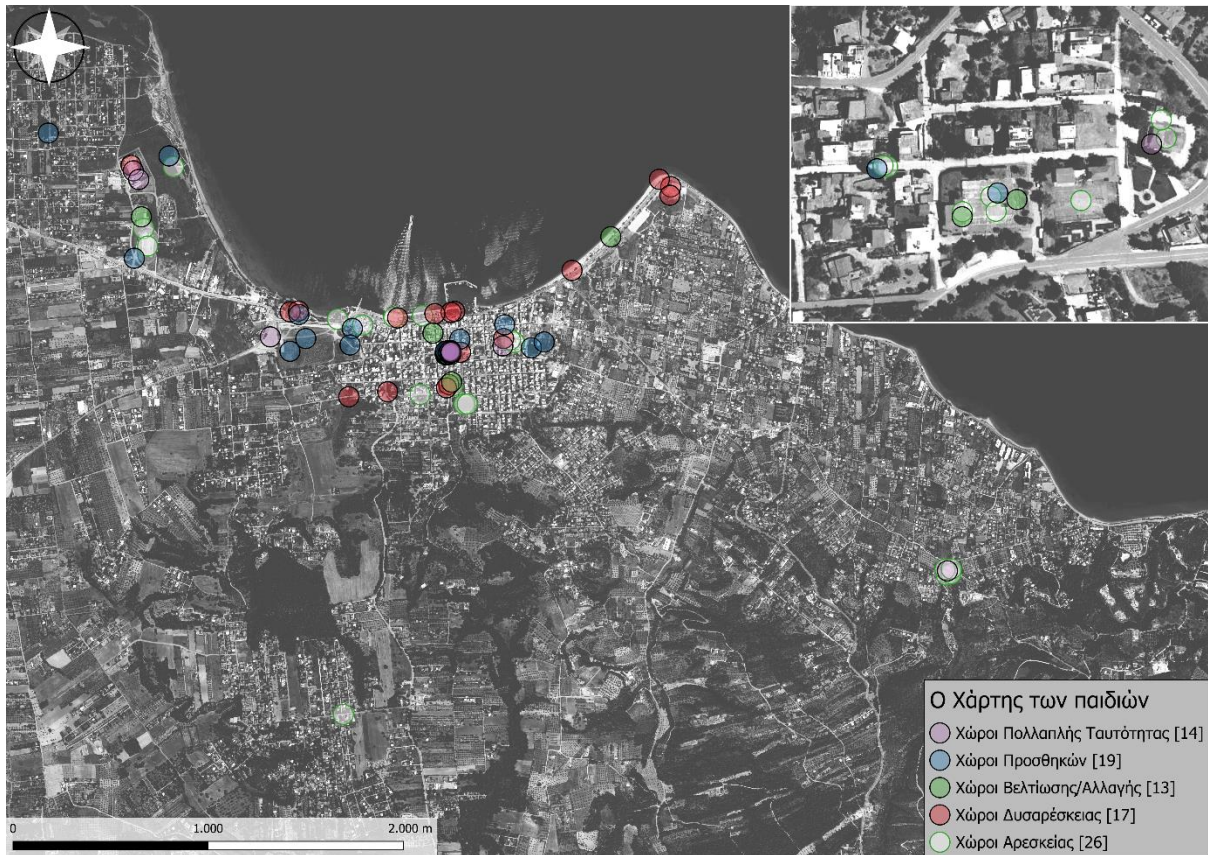 Ο Χάρτης των παιδιών
Χώροι Πολλαπλής Ταυτότητας [14]
Χώροι Προσθηκών [19]
Χώροι Βελτίωσης/Αλλαγής [13]
Χώροι Δυσαρέσκειας [17]
Χώροι Αρεσκείας [26]
0 1.000 2.000 m